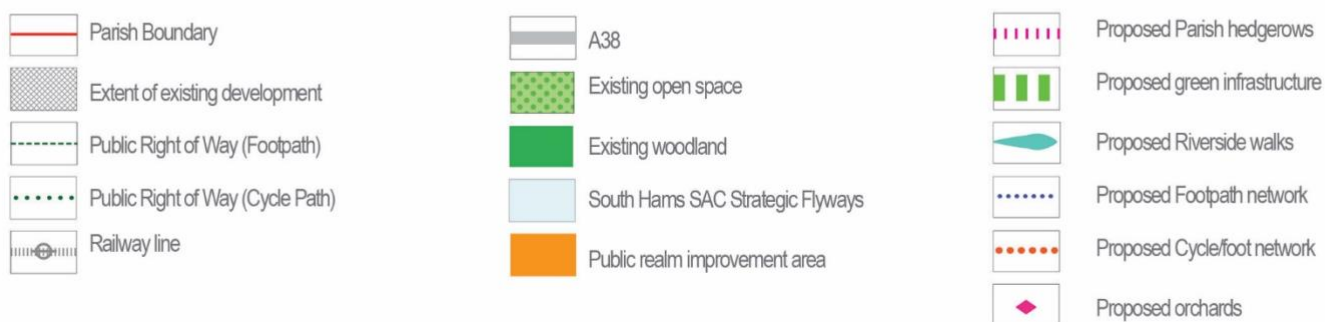 Parish Boundary
Extent of existing development
Public Right of Way (Footpath)
Public Right of Way (Cycle Path)
Railway line
A38
Existing open space
Existing woodland
South Hams SAC Strategic Flyways
Public realm improvement area
Proposed Parish hedgerows
Proposed green infrastructure
Proposed Riverside walks
Proposed Footpath network
Proposed Cycle/foot network
Proposed orchards